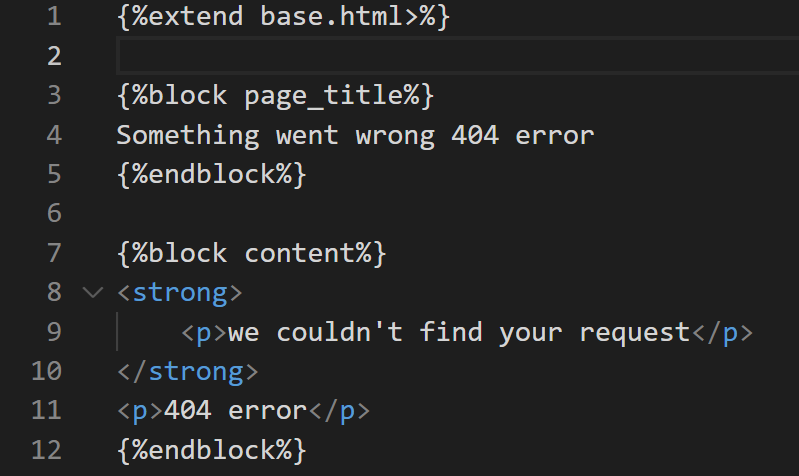 1 {%extend base.html>%}
2
3 {%block page_title%}
4 Something went wrong 404 error
5 {%endblock%}
6
7 {%block content%}
8 <strong>
9 <p>we couldn't find your request</p>
10 </strong>
11 <p>404 error</p>
12 {%endblock%}